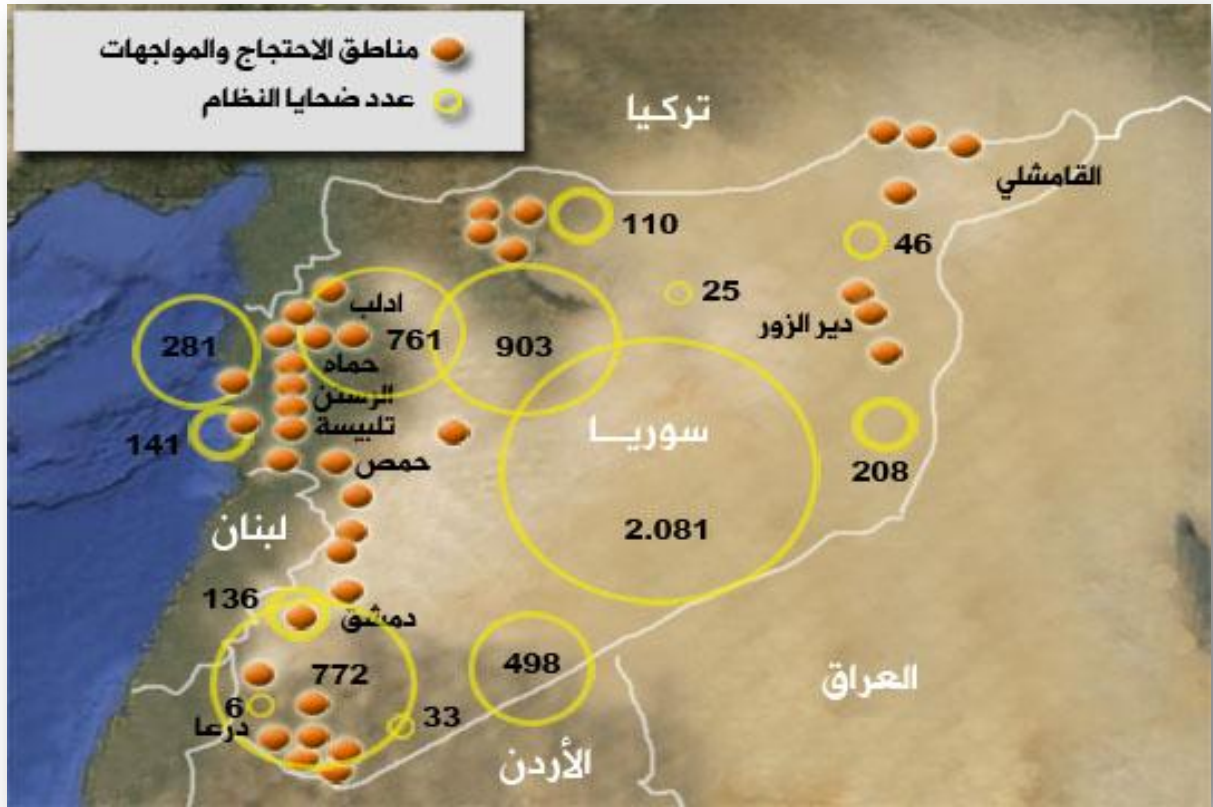 مناطق الاحتجاج والمواجهات
عدد ضحايا النظام
تركيا
القامشلي
110
46
25
ادلب
دير الزور
281
761
903
حماه
الرستن
تلبيسة
سوريــا
141
حمص
208
لبنان
2.081
136
دمشق
772
498
العراق
6
33
درعا
الأردن